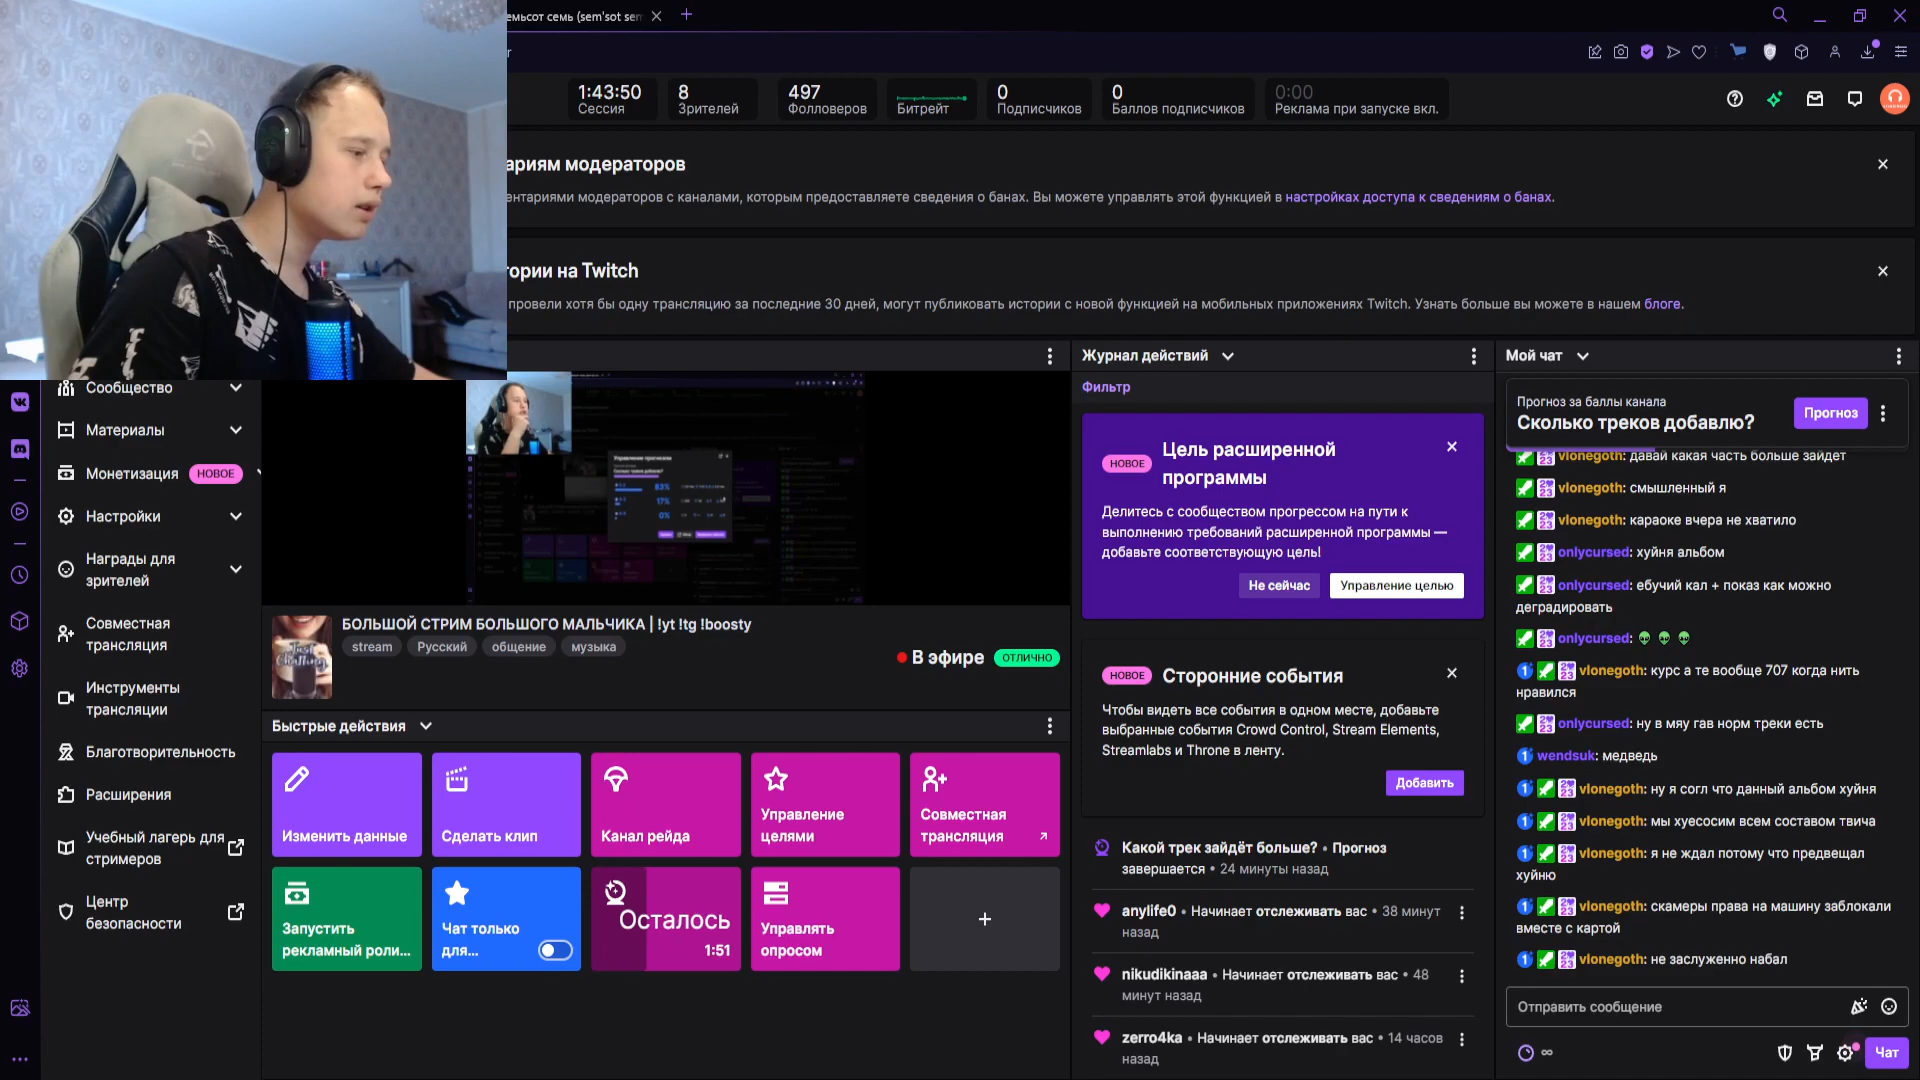 емьсот семь (sem'sot sem
1:43:50
Сессия
8
Зрителей
497
Фолловеров
Битрейт
0
Подписчиков
0
Баллов подписчиков
0:00
Реклама при запуске вкл.
ариям модераторов
ентариями модераторов с каналами, которым предоставляете сведения о банах. Вы можете управлять этой функцией в настройках доступа к сведениям о банах.
тории на Twitch
провели хотя бы одну трансляцию за последние 30 дней, могут публиковать истории с новой функцией на мобильных приложениях Twitch. Узнать больше вы можете в нашем блоге.
Сообщество
Материалы
Монетизация НОВОЕ
Настройки
Награды для
зрителей
Совместная
трансляция
Инструменты
трансляции
Благотворительность
Расширения
Учебный лагерь для
стримеров
Центр
безопасности
83%
17%
0%
БОЛЬШОЙ СТРИМ БОЛЬШОГО МАЛЬЧИКА | !yt !tg !boosty
stream Русский общение музыка
В эфире ОТЛИЧНО
Быстрые действия
Изменить данные
Сделать клип
Канал рейда
Управление
целями
Совместная
трансляция
Запустить
рекламный роли...
Чат только
для...
Осталось
1:51
Управлять
опросом
Журнал действий
Фильтр
НОВОЕ
Цель расширенной
программы
Делитесь с сообществом прогрессом на пути к
выполнению требований расширенной программы —
добавьте соответствующую цель!
Не сейчас
Управление целью
НОВОЕ
Сторонние события
Чтобы видеть все события в одном месте, добавьте
выбранные события Crowd Control, Stream Elements,
Streamlabs и Throne в ленту.
Добавить
Какой трек зайдёт больше? • Прогноз
завершается • 24 минуты назад
anylife0 • Начинает отслеживать вас • 38 минут
назад
nikudikinaaa • Начинает отслеживать вас • 48
минут назад
zerro4ka • Начинает отслеживать вас • 14 часов
назад
Мой чат
Прогноз за баллы канала
Сколько треков добавлю?
Прогноз
vlonegoth: давай какая часть больше зайдет
vlonegoth: смышленный я
vlonegoth: караоке вчера не хватило
onlycursed: хуйня альбом
onlycursed: ебучий кал + показ как можно
деградировать
onlycursed: 👽 👽 👽
vlonegoth: курс а те вообще 707 когда нить
нравился
onlycursed: ну в мяу гав норм треки есть
wendsuk: медведь
vlonegoth: ну я согл что данный альбом хуйня
vlonegoth: мы хуесосим всем составом твича
vlonegoth: я не ждал потому что предвещал
хуйню
vlonegoth: скамеры права на машину заблокали
вместе с картой
vlonegoth: не заслуженно набал
Отправить сообщение
∞
Чат